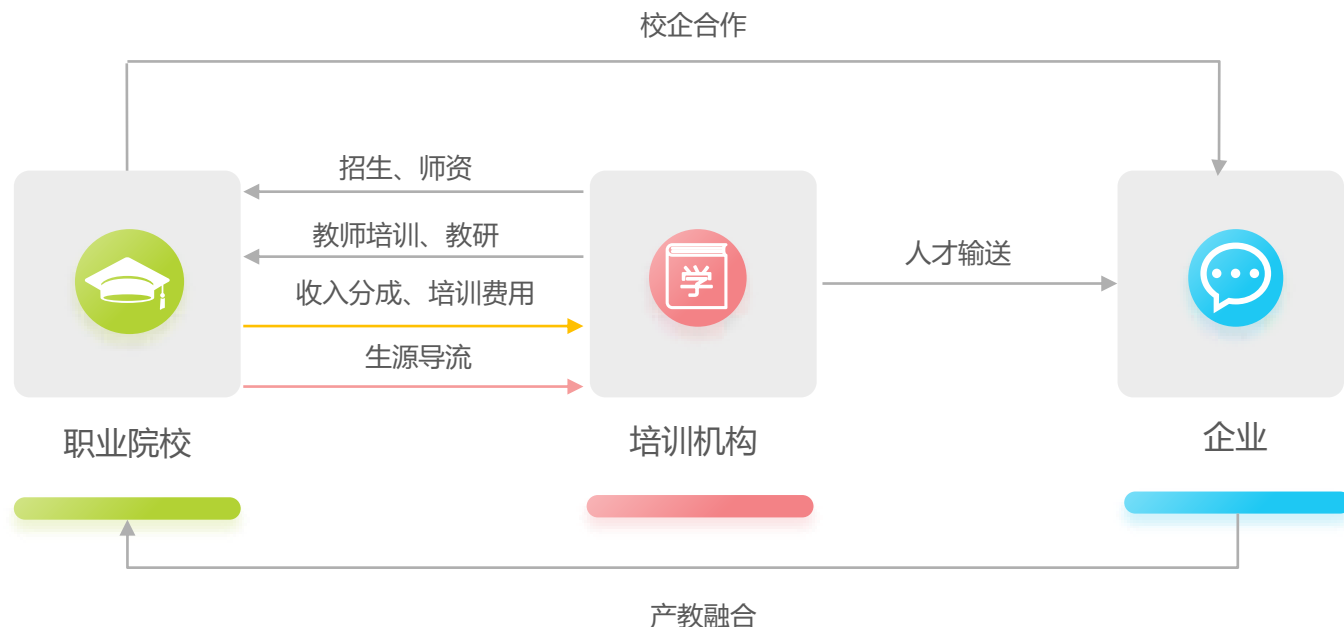 校企合作
招生、师资
教师培训、教研
收入分成、培训费用
生源导流
学
人才输送
职业院校
培训机构
企业
产教融合